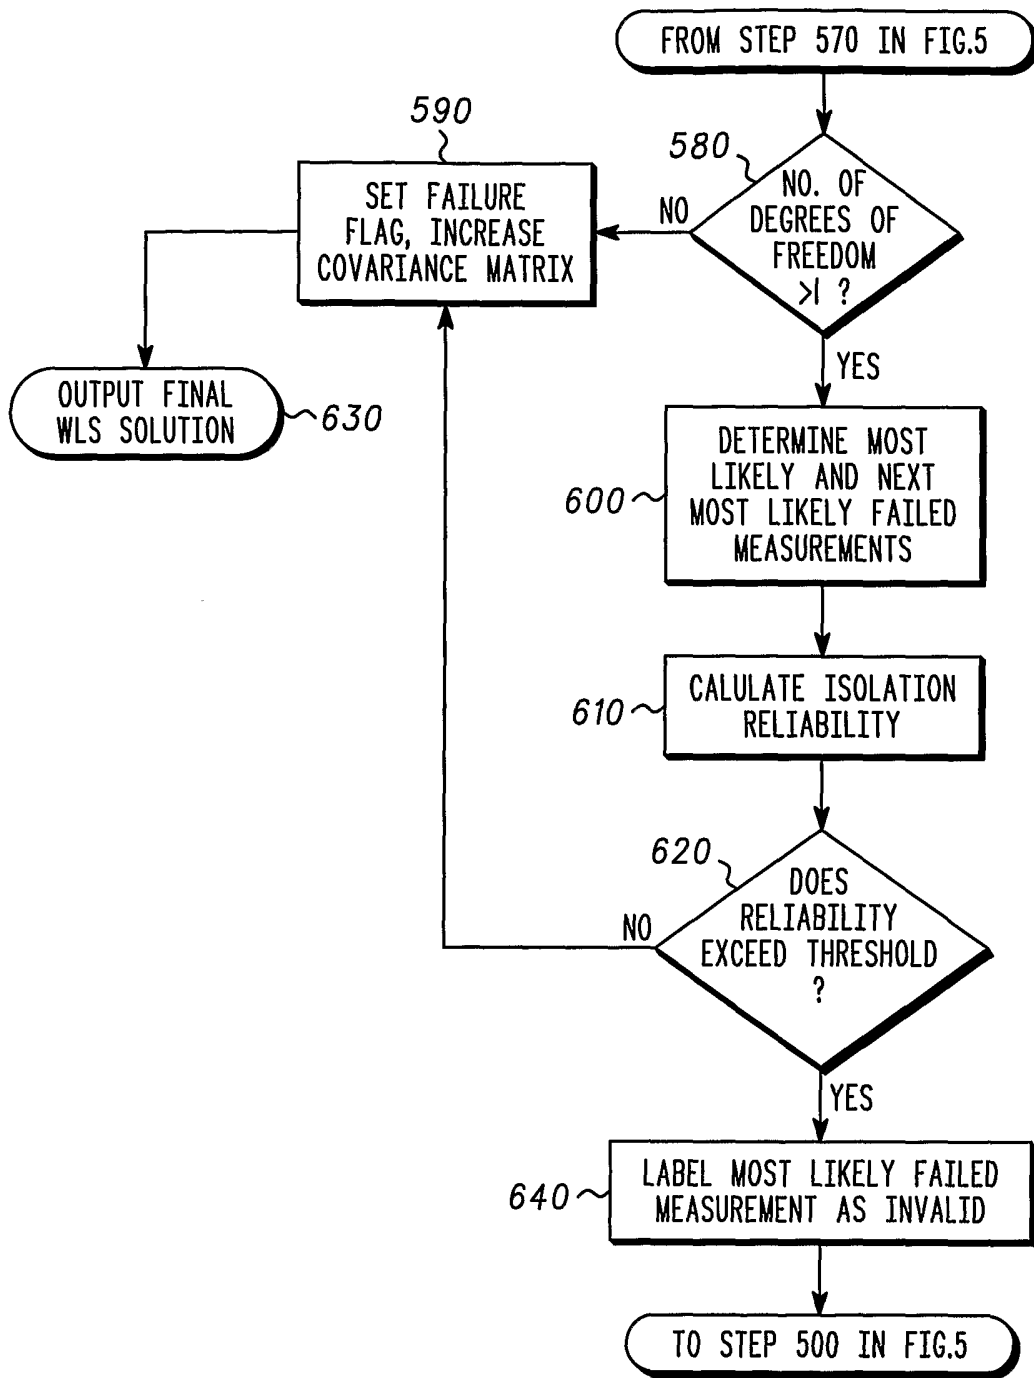 FROM STEP 570 IN FIG.5
580
NO. OF
DEGREES OF
FREEDOM
>1 ?
NO
YES
590
SET FAILURE
FLAG, INCREASE
COVARIANCE MATRIX
OUTPUT FINAL
WLS SOLUTION
630
600
DETERMINE MOST
LIKELY AND NEXT
MOST LIKELY FAILED
MEASUREMENTS
610
CALULATE ISOLATION
RELIABILITY
620
DOES
RELIABILITY
EXCEED THRESHOLD
?
NO
YES
640
LABEL MOST LIKELY FAILED
MEASUREMENT AS INVALID
TO STEP 500 IN FIG.5